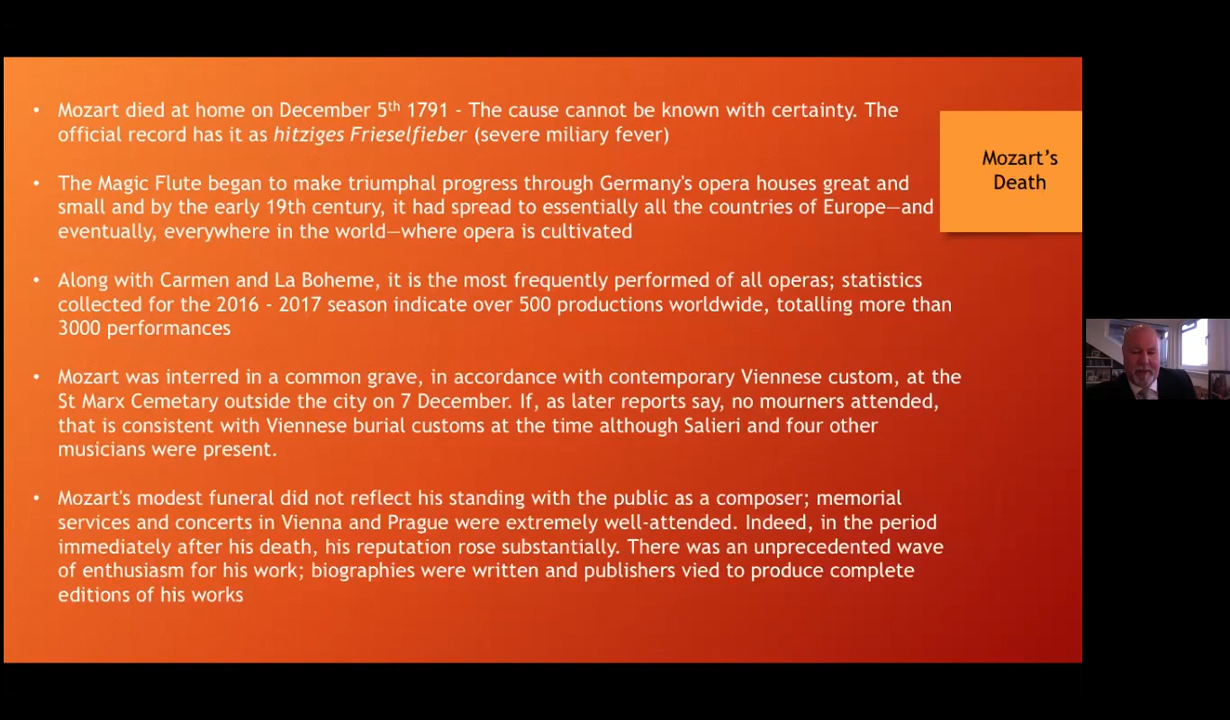 • Mozart died at home on December 5th 1791 - The cause cannot be known with certainty. The
official record has it as hitziges Frieselfieber (severe miliary fever)
• The Magic Flute began to make triumphal progress through Germany's opera houses great and
small and by the early 19th century, it had spread to essentially all the countries of Europe—and
eventually, everywhere in the world—where opera is cultivated
• Along with Carmen and La Boheme, it is the most frequently performed of all operas; statistics
collected for the 2016 - 2017 season indicate over 500 productions worldwide, totalling more than
3000 performances
• Mozart was interred in a common grave, in accordance with contemporary Viennese custom, at the
St Marx Cemetary outside the city on 7 December. If, as later reports say, no mourners attended,
that is consistent with Viennese burial customs at the time although Salieri and four other
musicians were present.
• Mozart's modest funeral did not reflect his standing with the public as a composer; memorial
services and concerts in Vienna and Prague were extremely well-attended. Indeed, in the period
immediately after his death, his reputation rose substantially. There was an unprecedented wave
of enthusiasm for his work; biographies were written and publishers vied to produce complete
editions of his works
Mozart’s
Death